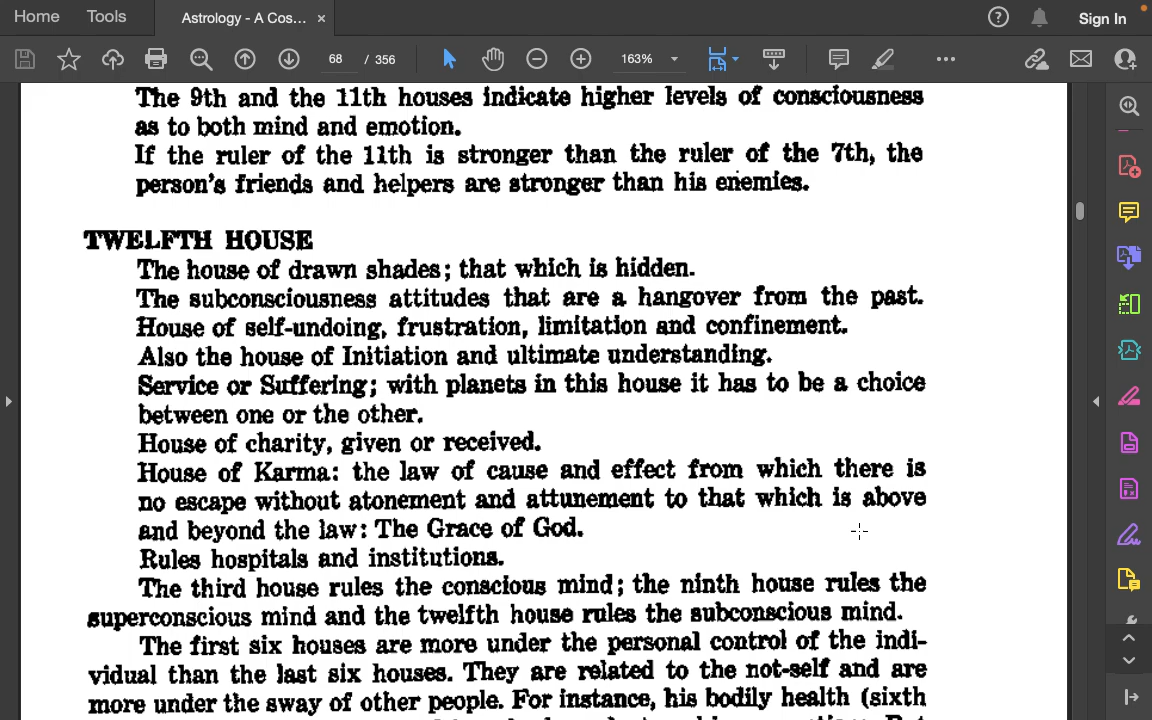 Home Tools Astrology - A Cos... × Sign In
68 / 356 163%
The 9th and the 11th houses indicate higher levels of consciousness
as to both mind and emotion.
If the ruler of the 11th is stronger than the ruler of the 7th, the
person's friends and helpers are stronger than his enemies.
TWELFTH HOUSE
The house of drawn shades; that which is hidden.
The subconsciousness attitudes that are a hangover from the past.
House of self-undoing, frustration, limitation and confinement.
Also the house of Initiation and ultimate understanding.
Service or Suffering; with planets in this house it has to be a choice
between one or the other.
House of charity, given or received.
House of Karma: the law of cause and effect from which there is
no escape without atonement and attunement to that which is above
and beyond the law: The Grace of God.
Rules hospitals and institutions.
The third house rules the conscious mind; the ninth house rules the
superconscious mind and the twelfth house rules the subconscious mind.
The first six houses are more under the personal control of the indi-
vidual than the last six houses. They are related to the not-self and are
more under the sway of other people. For instance, his bodily health (sixth